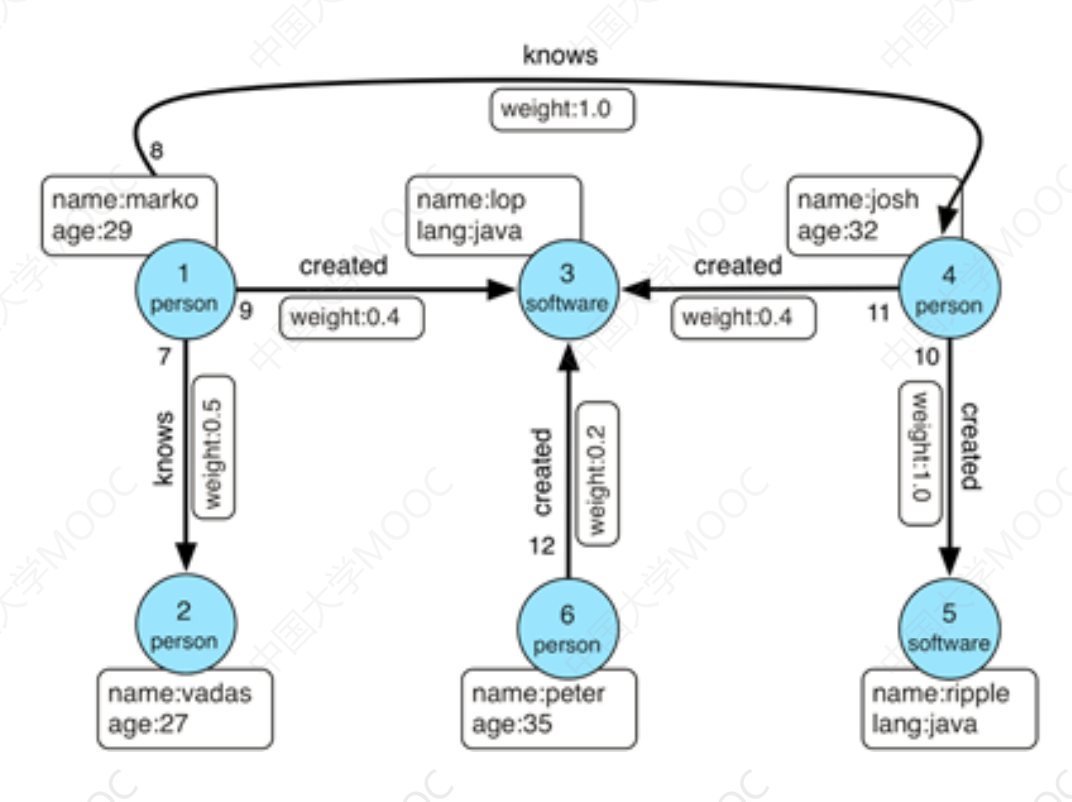 knows
weight:1.0
8
name:marko
age:29
name:lop
lang:java
name:josh
age:32
1
person
created
3
software
created
4
person
9
weight:0.4
weight:0.4
11
7
10
knows
weight:0.5
created
weight:0.2
weight:1.0
created
12
2
person
6
person
5
software
name:vadas
age:27
name:peter
age:35
name:ripple
lang:java
中国大学MOOC